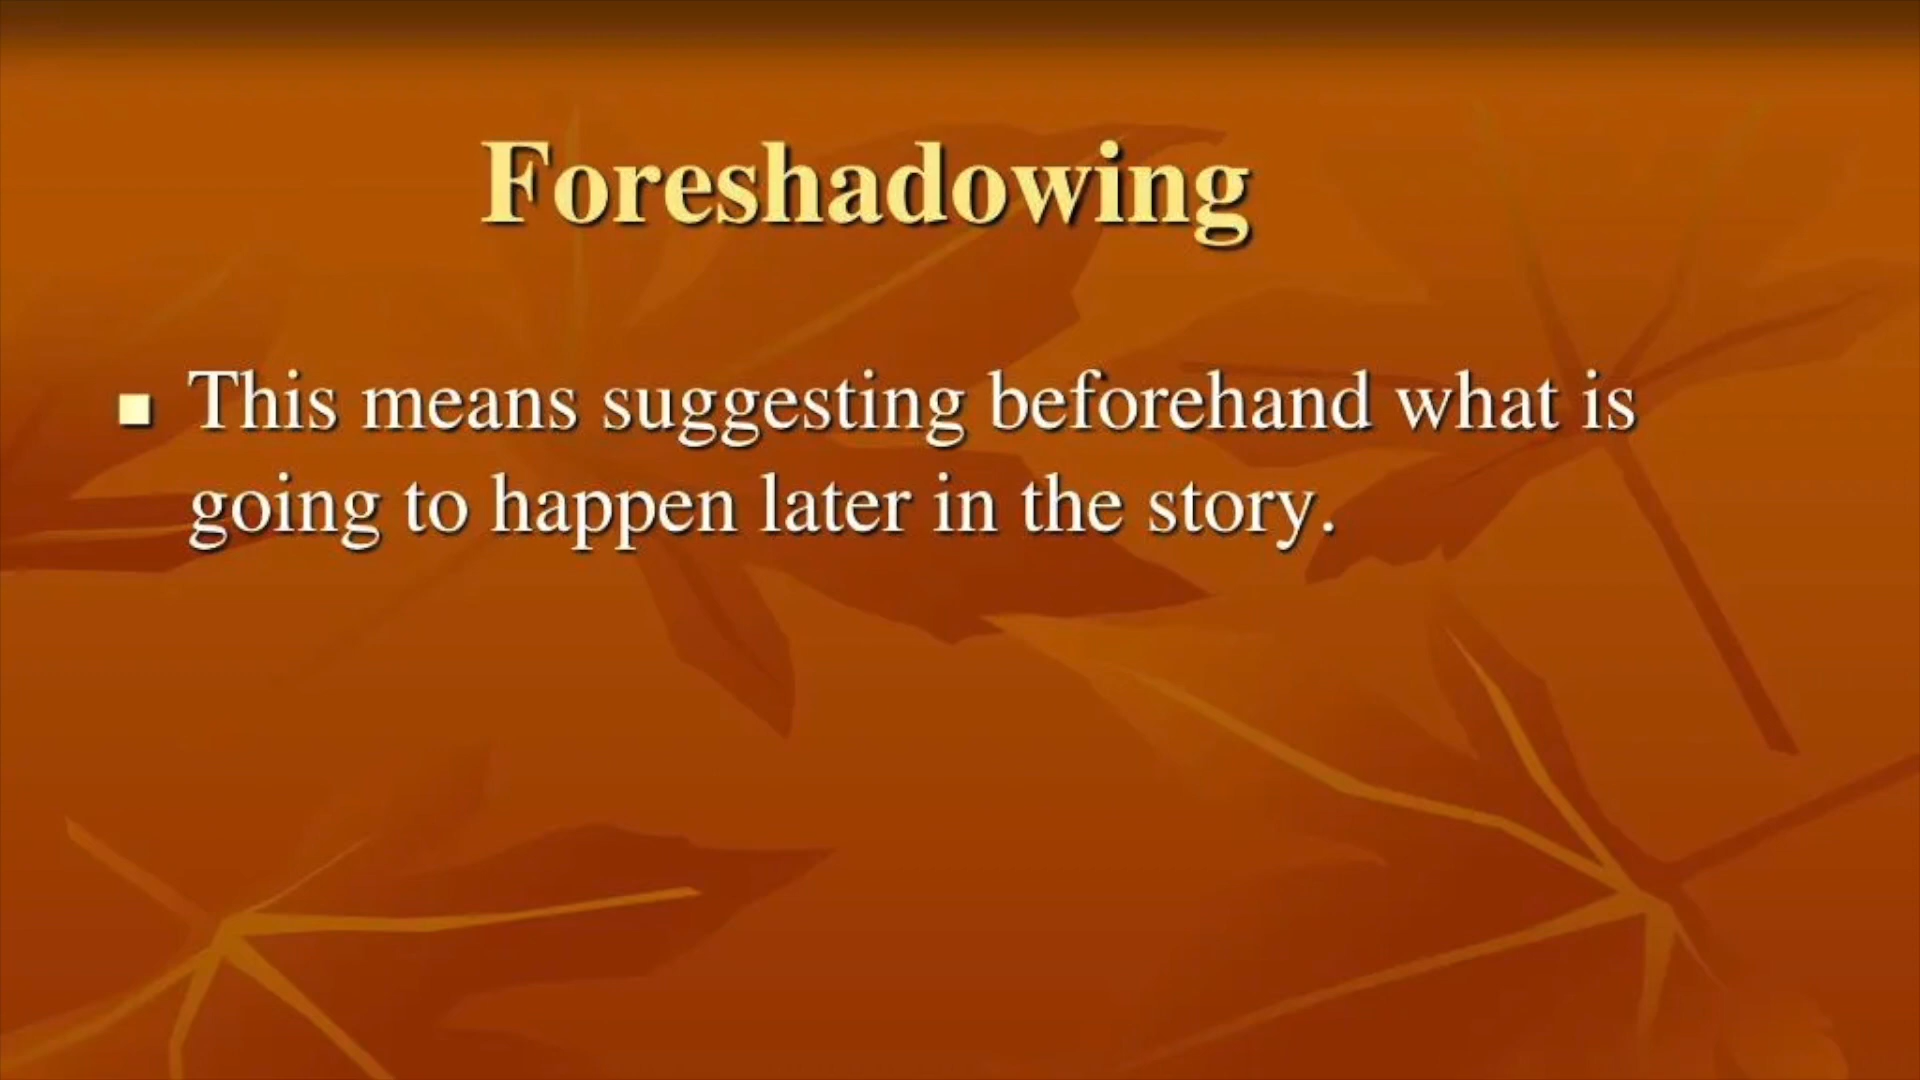 Foreshadowing
This means suggesting beforehand what is
going to happen later in the story.